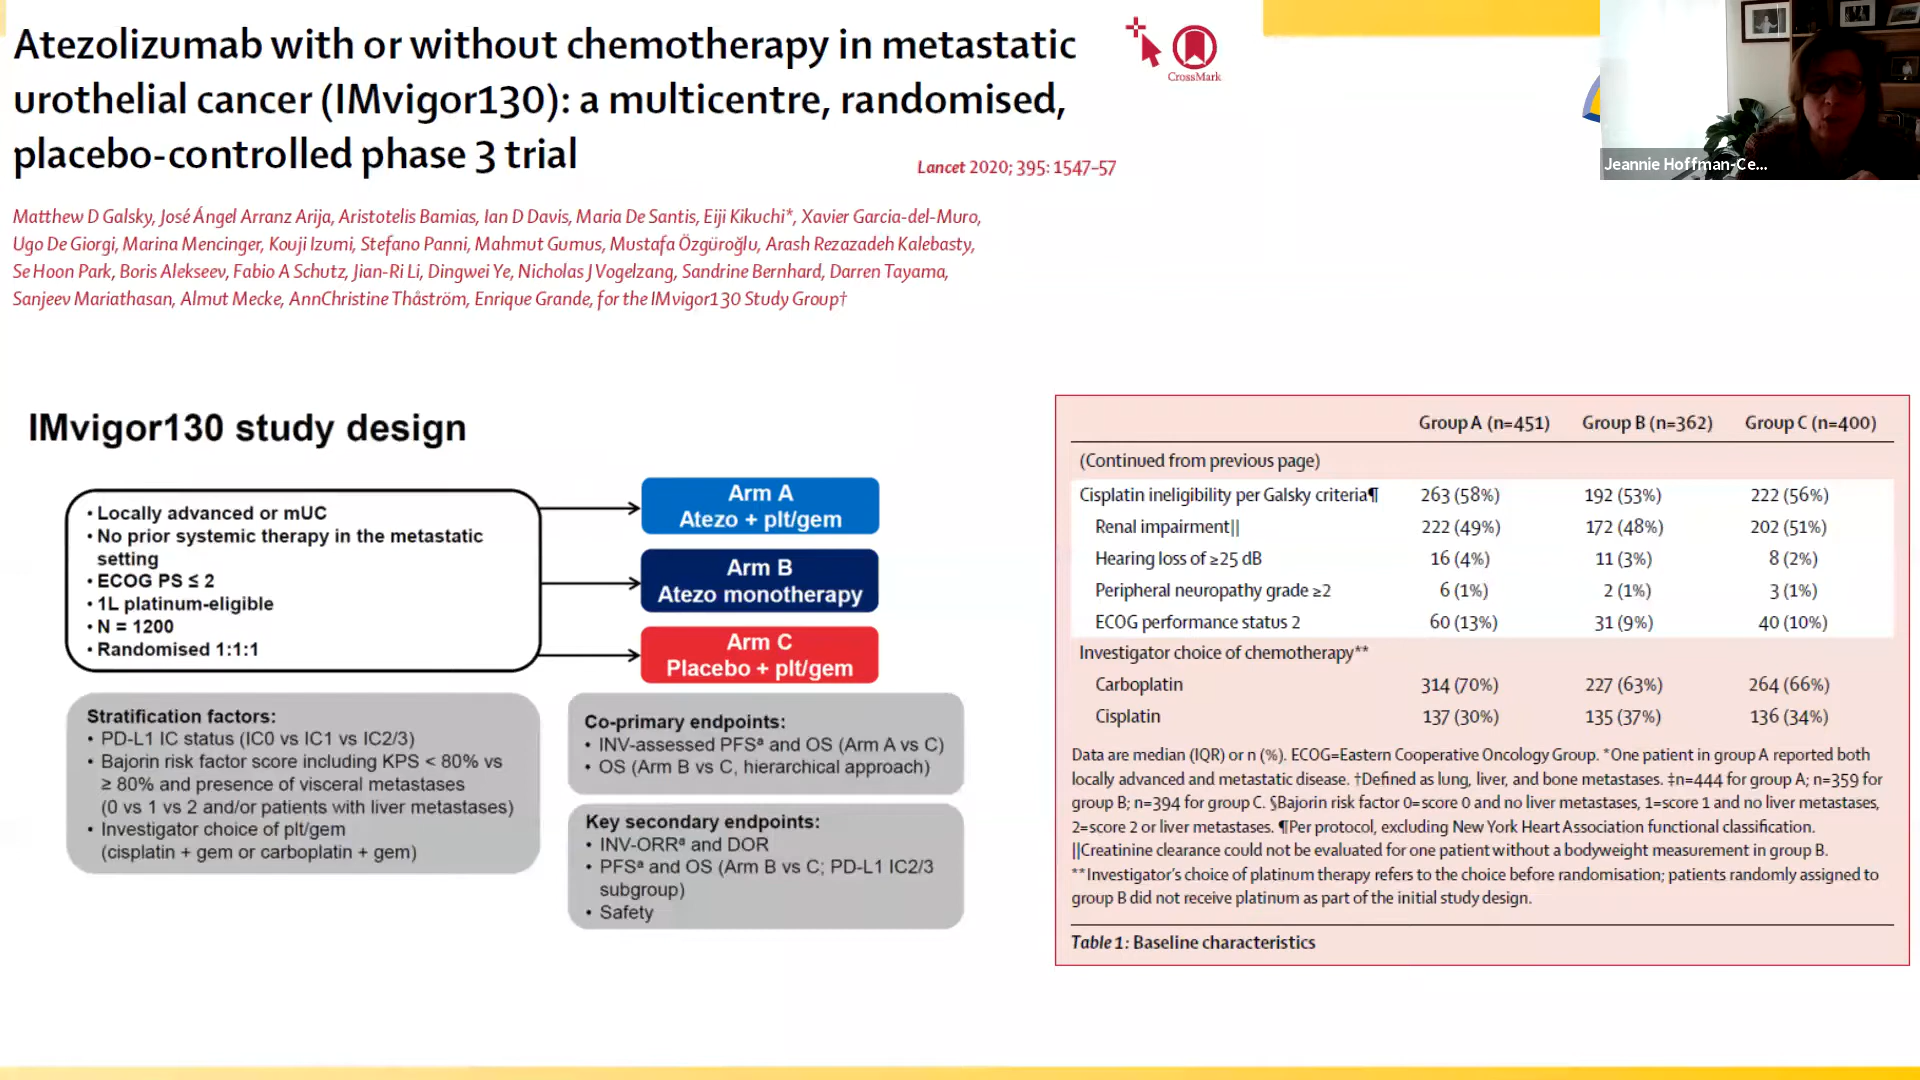 Atezolizumab with or without chemotherapy in metastatic
urothelial cancer (IMvigor130): a multicentre, randomised,
placebo-controlled phase 3 trial
Lancet 2020; 395: 1547–57
CrossMark
Jeannie Hoffman-Ce...
Matthew D Galsky, José Ángel Arranz Arija, Aristotelis Bamias, Ian D Davis, Maria De Santis, Eiji Kikuchi*, Xavier Garcia-del-Muro,
Ugo De Giorgi, Marina Mencinger, Kouji Izumi, Stefano Panni, Mahmut Gumus, Mustafa Özgüroğlu, Arash Rezazadeh Kalebasty,
Se Hoon Park, Boris Alekseev, Fabio A Schutz, Jian-Ri Li, Dingwei Ye, Nicholas J Vogelzang, Sandrine Bernhard, Darren Tayama,
Sanjeev Mariathasan, Almut Mecke, AnnChristine Thåström, Enrique Grande, for the IMvigor130 Study Group†
IMvigor130 study design
• Locally advanced or mUC
• No prior systemic therapy in the metastatic
setting
• ECOG PS ≤ 2
• 1L platinum-eligible
• N = 1200
• Randomised 1:1:1
Arm A
Atezo + plt/gem
Arm B
Atezo monotherapy
Arm C
Placebo + plt/gem
Stratification factors:
• PD-L1 IC status (IC0 vs IC1 vs IC2/3)
• Bajorin risk factor score including KPS < 80% vs
≥ 80% and presence of visceral metastases
(0 vs 1 vs 2 and/or patients with liver metastases)
• Investigator choice of plt/gem
(cisplatin + gem or carboplatin + gem)
Co-primary endpoints:
• INV-assessed PFSª and OS (Arm A vs C)
• OS (Arm B vs C, hierarchical approach)
Key secondary endpoints:
• INV-ORRª and DOR
• PFSª and OS (Arm B vs C; PD-L1 IC2/3
subgroup)
• Safety
Group A (n=451) Group B (n=362) Group C (n=400)
(Continued from previous page)
Cisplatin ineligibility per Galsky criteria¶ 263 (58%) 192 (53%) 222 (56%)
Renal impairment|| 222 (49%) 172 (48%) 202 (51%)
Hearing loss of ≥25 dB 16 (4%) 11 (3%) 8 (2%)
Peripheral neuropathy grade ≥2 6 (1%) 2 (1%) 3 (1%)
ECOG performance status 2 60 (13%) 31 (9%) 40 (10%)
Investigator choice of chemotherapy**
Carboplatin 314 (70%) 227 (63%) 264 (66%)
Cisplatin 137 (30%) 135 (37%) 136 (34%)
Data are median (IQR) or n (%). ECOG=Eastern Cooperative Oncology Group. *One patient in group A reported both
locally advanced and metastatic disease. †Defined as lung, liver, and bone metastases. ‡n=444 for group A; n=359 for
group B; n=394 for group C. §Bajorin risk factor 0=score 0 and no liver metastases, 1=score 1 and no liver metastases,
2=score 2 or liver metastases. ¶Per protocol, excluding New York Heart Association functional classification.
||Creatinine clearance could not be evaluated for one patient without a bodyweight measurement in group B.
**Investigator's choice of platinum therapy refers to the choice before randomisation; patients randomly assigned to
group B did not receive platinum as part of the initial study design.
Table 1: Baseline characteristics